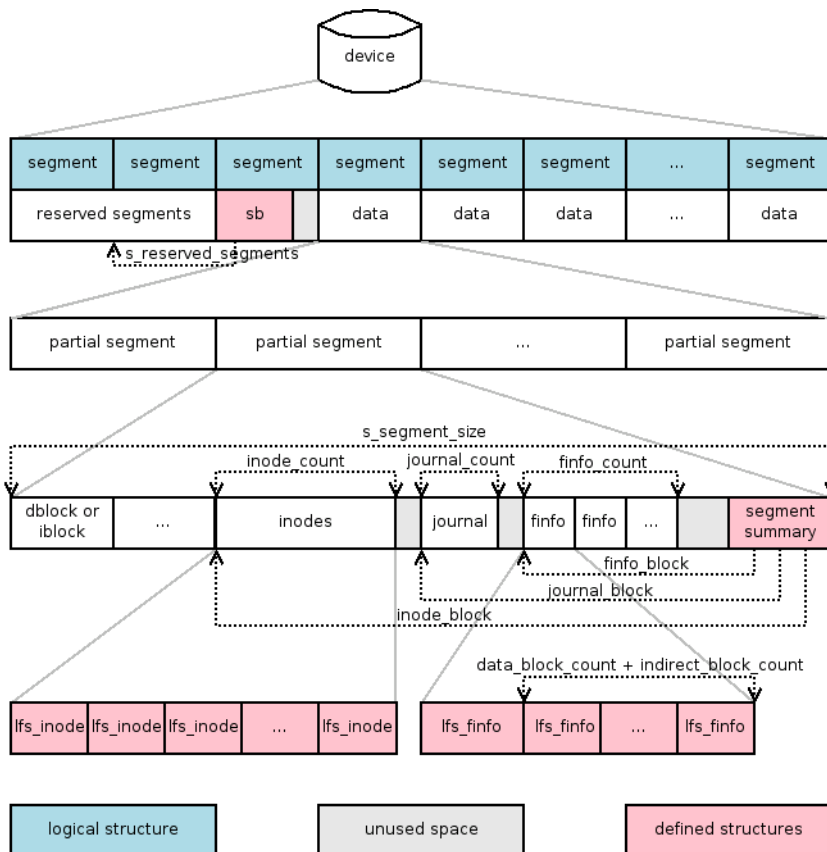 device
segment segment segment segment segment segment ... segment
reserved segments sb data data data ... data
s_reserved_segments
partial segment partial segment ... partial segment
s_segment_size
inode_count journal_count finfo_count
dblock or
iblock
...
inodes
journal
finfo finfo ...
segment
summary
finfo_block
journal_block
inode_block
data_block_count + indirect_block_count
lfs_inode lfs_inode lfs_inode ... lfs_inode
lfs_finfo lfs_finfo ... lfs_finfo
logical structure unused space defined structures